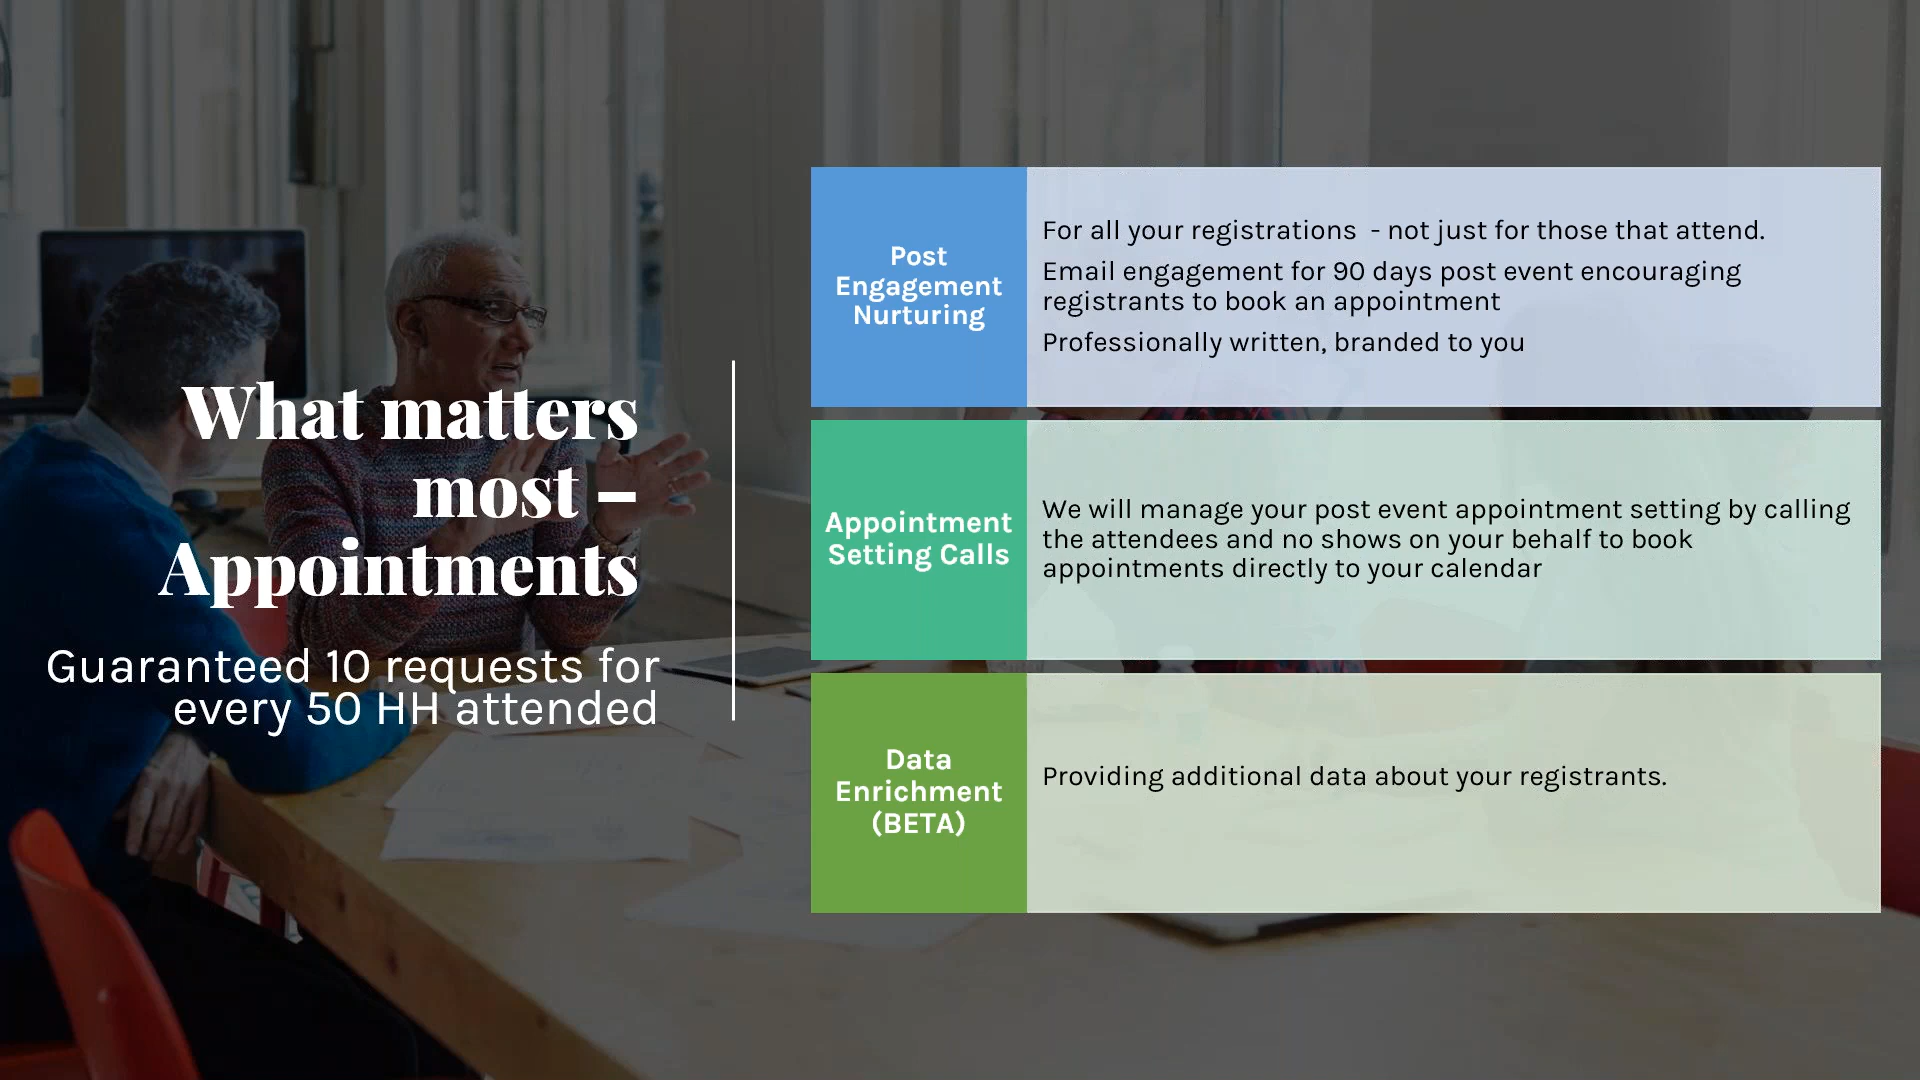 What matters
most –
Appointments
Guaranteed 10 requests for
every 50 HH attended
Post
Engagement
Nurturing
For all your registrations  - not just for those that attend.
Email engagement for 90 days post event encouraging
registrants to book an appointment
Professionally written, branded to you
Appointment
Setting Calls
We will manage your post event appointment setting by calling
the attendees and no shows on your behalf to book
appointments directly to your calendar
Data
Enrichment
(BETA)
Providing additional data about your registrants.